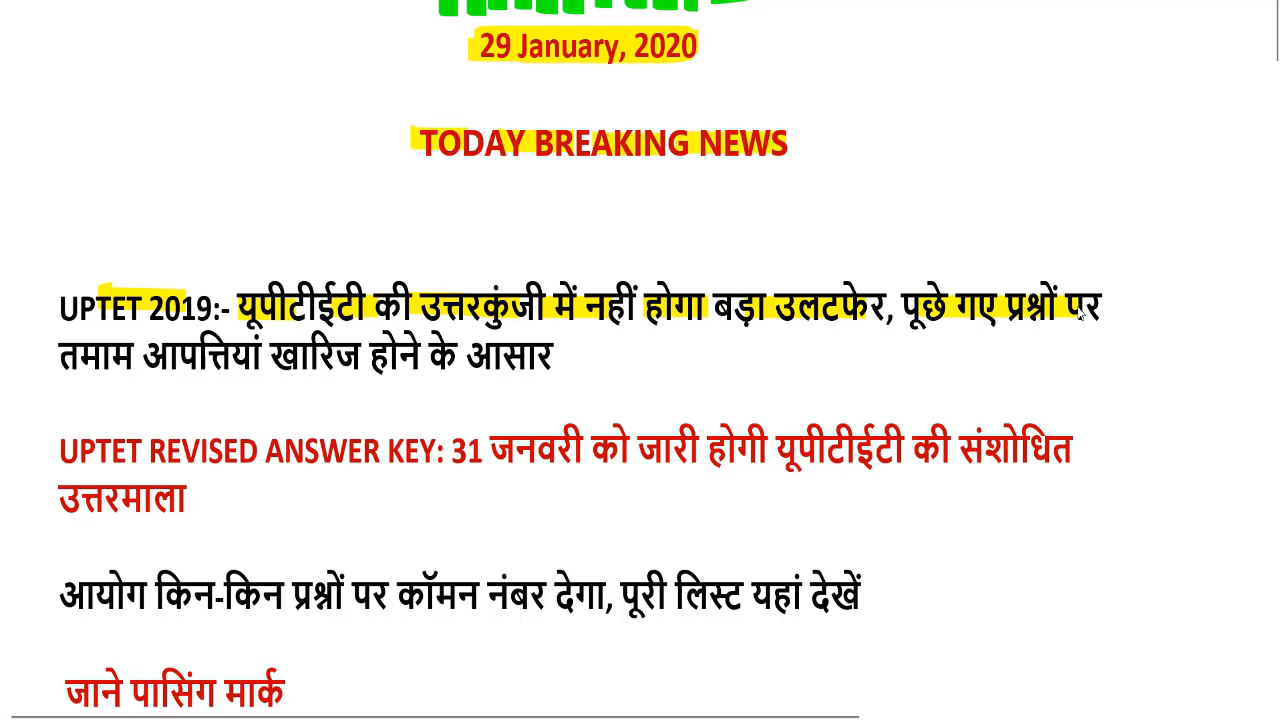 29 January, 2020
TODAY BREAKING NEWS
UPTET 2019:- यूपीटीईटी की उत्तरकुंजी में नहीं होगा बड़ा उलटफेर, पूछे गए प्रश्नों पर
तमाम आपत्तियां खारिज होने के आसार
UPTET REVISED ANSWER KEY: 31 जनवरी को जारी होगी यूपीटीईटी की संशोधित
उत्तरमाला
आयोग किन-किन प्रश्नों पर कॉमन नंबर देगा, पूरी लिस्ट यहां देखें
जाने पासिंग मार्क